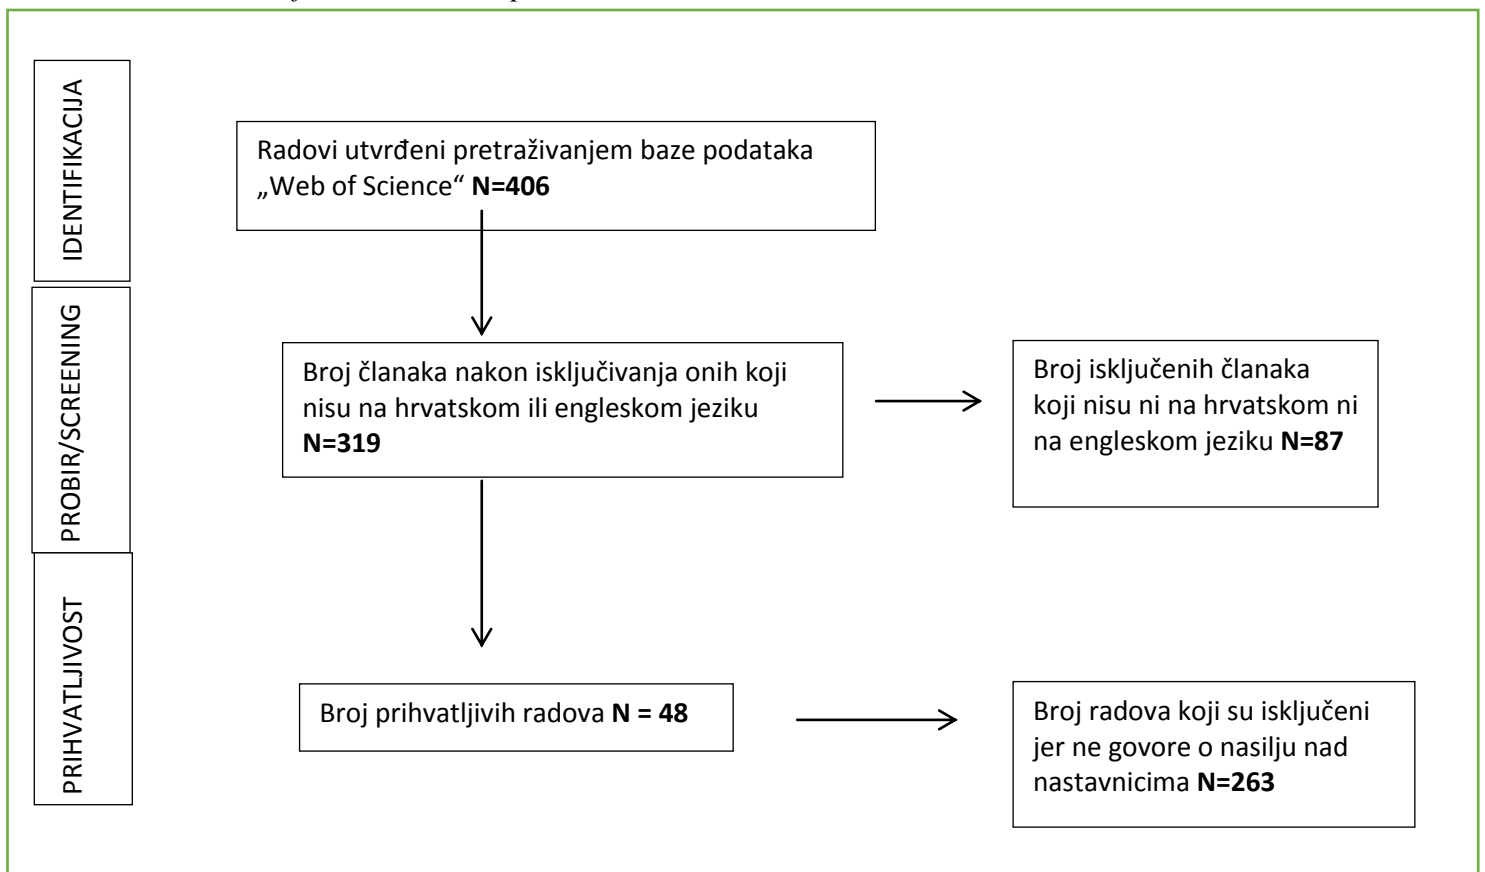 IDENTIFIKACIJA
Radovi utvrđeni pretraživanjem baze podataka
„Web of Science“ N=406
PROBIR/SCREENING
Broj članaka nakon isključivanja onih koji
nisu na hrvatskom ili engleskom jeziku
N=319
Broj isključenih članaka
koji nisu ni na hrvatskom ni
na engleskom jeziku N=87
PRIHVATLJIVOST
Broj prihvatljivih radova N = 48
Broj radova koji su isključeni
jer ne govore o nasilju nad
nastavnicima N=263